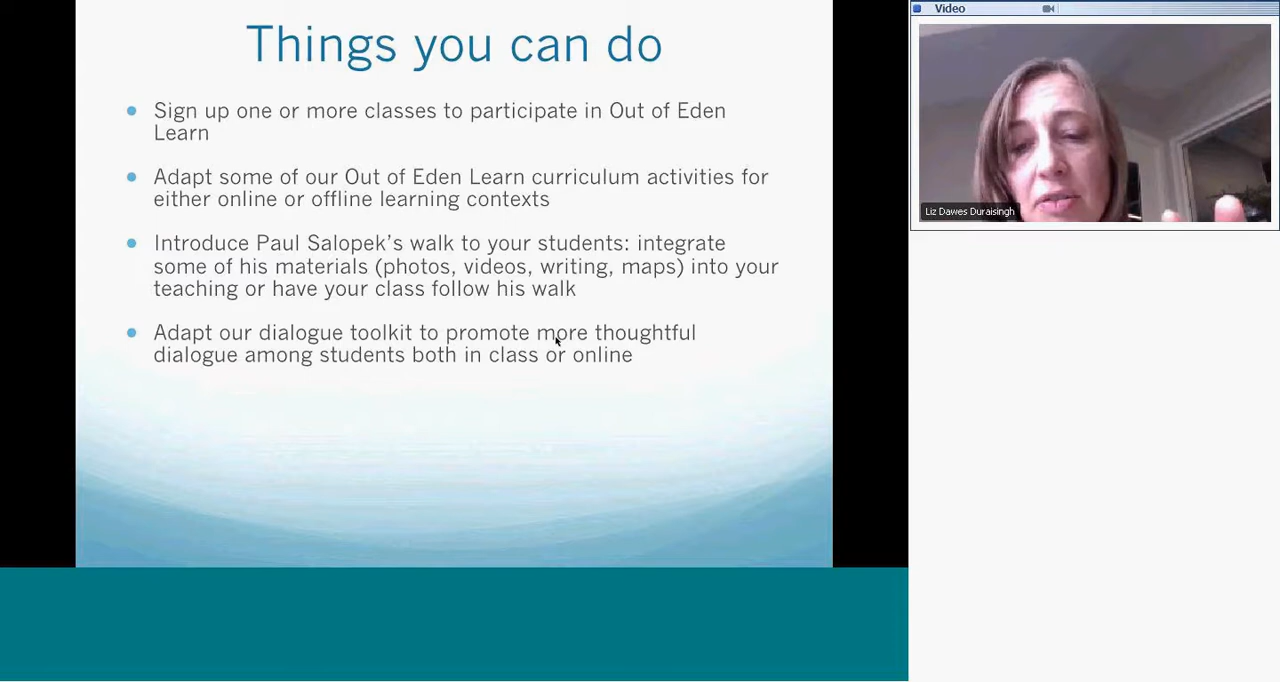 Things you can do
Sign up one or more classes to participate in Out of Eden
Learn
Adapt some of our Out of Eden Learn curriculum activities for
either online or offline learning contexts
Introduce Paul Salopek’s walk to your students: integrate
some of his materials (photos, videos, writing, maps) into your
teaching or have your class follow his walk
Adapt our dialogue toolkit to promote more thoughtful
dialogue among students both in class or online
Video
Liz Dawes Duraisingh